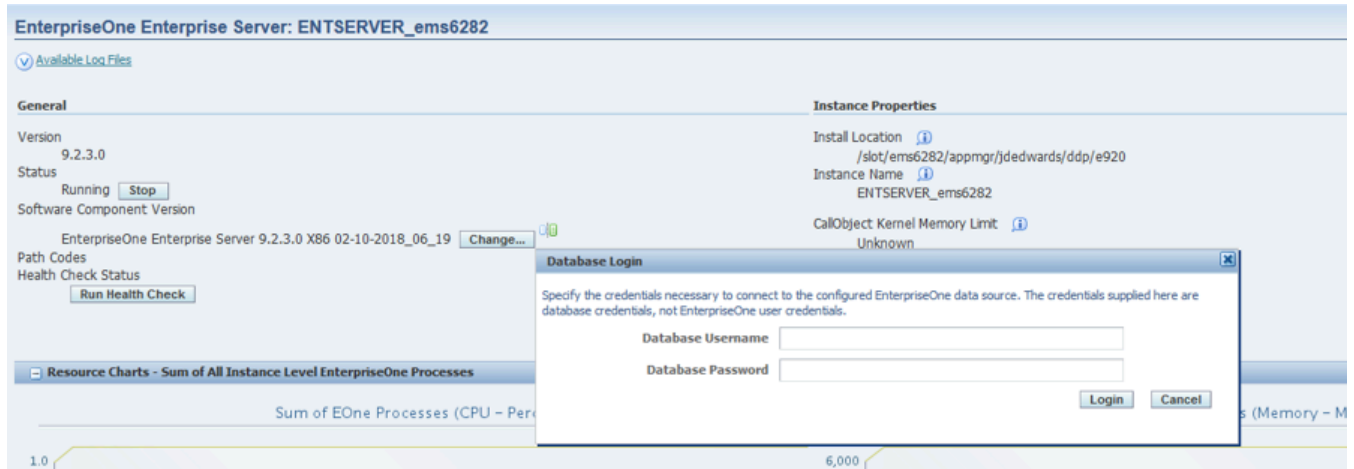 EnterpriseOne Enterprise Server: ENTSERVER_ems6282
Available Log Files
General
Version
9.2.3.0
Status
Running Stop
Software Component Version
EnterpriseOne Enterprise Server 9.2.3.0 X86 02-10-2018_06_19 Change...
Path Codes
Health Check Status
Run Health Check
Instance Properties
Install Location
/slot/ems6282/appmgr/jdedwards/ddp/e920
Instance Name
ENTSERVER_ems6282
CallObject Kernel Memory Limit
Unknown
Database Login
Specify the credentials necessary to connect to the configured EnterpriseOne data source. The credentials supplied here are
database credentials, not EnterpriseOne user credentials.
Database Username
Database Password
Login Cancel
Resource Charts - Sum of All Instance Level EnterpriseOne Processes
Sum of EOne Processes (CPU - Per
s (Memory - M
1.0
6,000